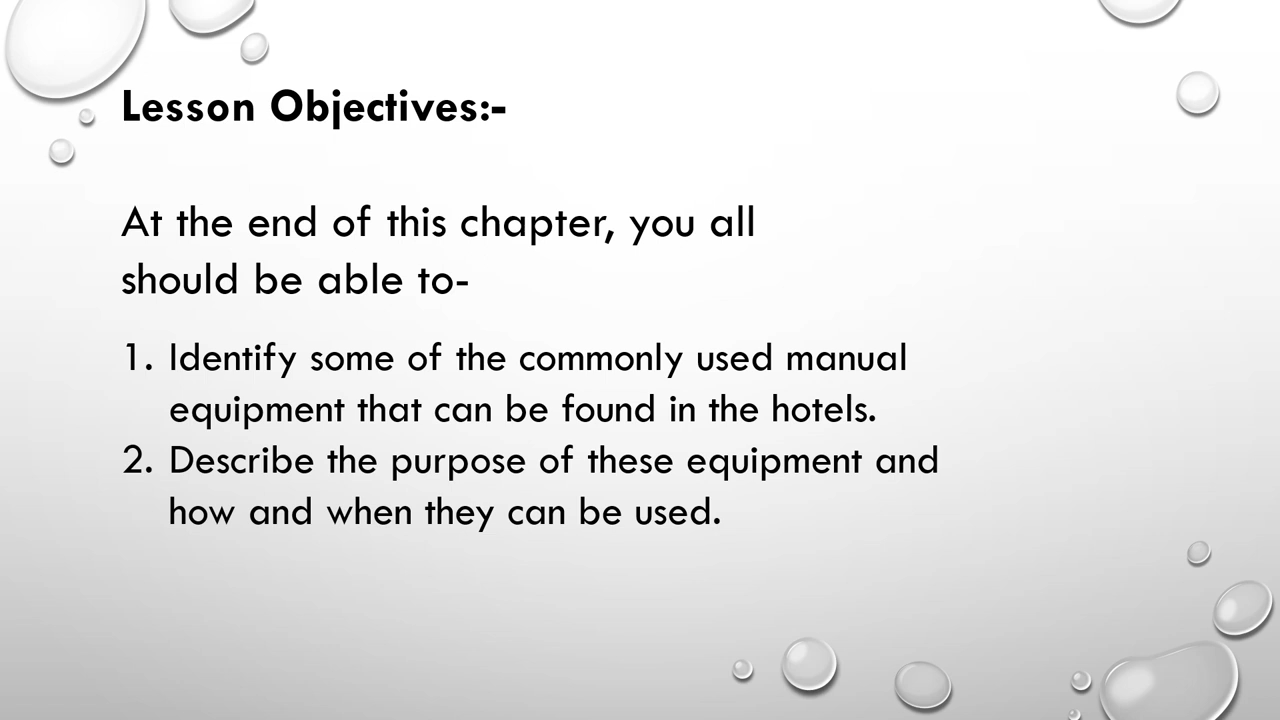 Lesson Objectives:-
At the end of this chapter, you all
should be able to-
1. Identify some of the commonly used manual
equipment that can be found in the hotels.
2. Describe the purpose of these equipment and
how and when they can be used.